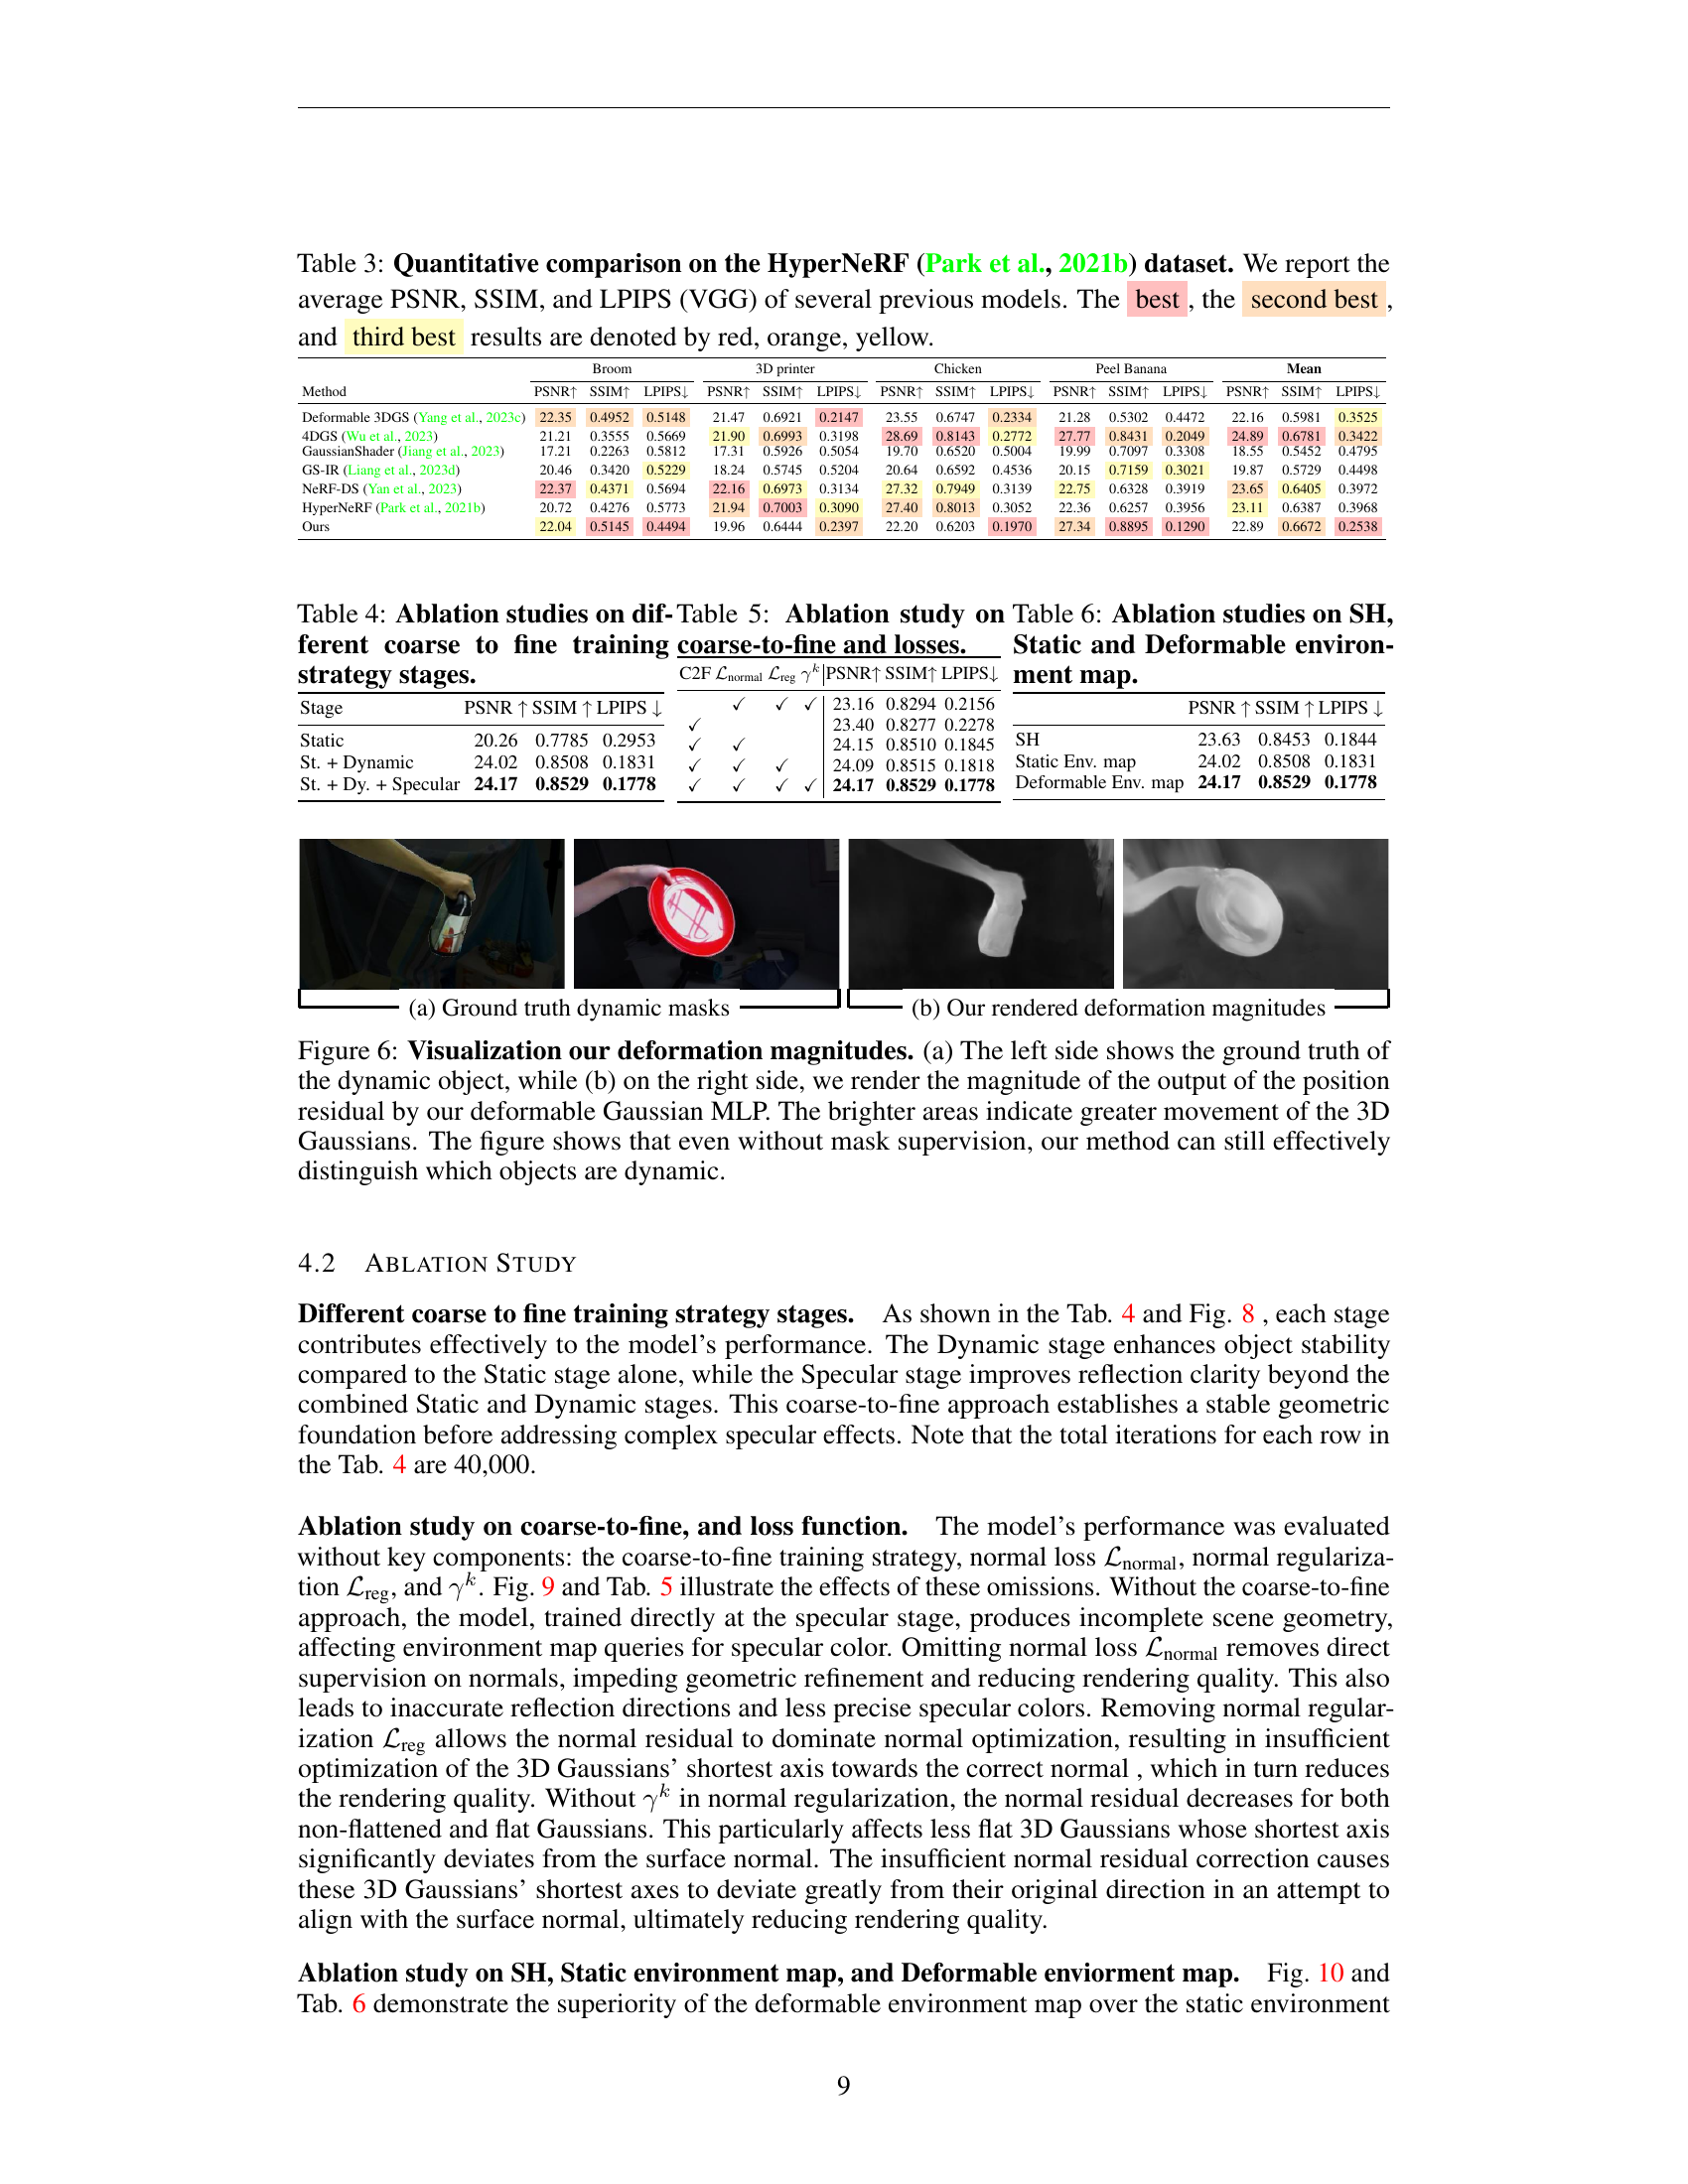 Table 3: Quantitative comparison on the HyperNeRF (Park et al., 2021b) dataset. We report the
average PSNR, SSIM, and LPIPS (VGG) of several previous models. The best , the second best ,
and third best results are denoted by red, orange, yellow.
Broom 3D printer Chicken Peel Banana Mean
Method PSNR↑ SSIM↑ LPIPS↓ PSNR↑ SSIM↑ LPIPS↓ PSNR↑ SSIM↑ LPIPS↓ PSNR↑ SSIM↑ LPIPS↓ PSNR↑ SSIM↑ LPIPS↓
Deformable 3DGS (Yang et al., 2023c) 22.35 0.4952 0.5148 21.47 0.6921 0.2147 23.55 0.6747 0.2334 21.28 0.5302 0.4472 22.16 0.5981 0.3525
4DGS (Wu et al., 2023) 21.21 0.3555 0.5669 21.90 0.6993 0.3198 28.69 0.8143 0.2772 27.77 0.8431 0.2049 24.89 0.6781 0.3422
GaussianShader (Jiang et al., 2023) 17.21 0.2263 0.5812 17.31 0.5926 0.5054 19.70 0.6520 0.5004 19.99 0.7097 0.3308 18.55 0.5452 0.4795
GS-IR (Liang et al., 2023d) 20.46 0.3420 0.5229 18.24 0.5745 0.5204 20.64 0.6592 0.4536 20.15 0.7159 0.3021 19.87 0.5729 0.4498
NeRF-DS (Yan et al., 2023) 22.37 0.4371 0.5694 22.16 0.6973 0.3134 27.32 0.7949 0.3139 22.75 0.6328 0.3919 23.65 0.6405 0.3972
HyperNeRF (Park et al., 2021b) 20.72 0.4276 0.5773 21.94 0.7003 0.3090 27.40 0.8013 0.3052 22.36 0.6257 0.3956 23.11 0.6387 0.3968
Ours 22.04 0.5145 0.4494 19.96 0.6444 0.2397 22.20 0.6203 0.1970 27.34 0.8895 0.1290 22.89 0.6672 0.2538
Table 4: Ablation studies on dif-
ferent coarse to fine training
strategy stages.
Stage PSNR ↑ SSIM ↑ LPIPS ↓
Static 20.26 0.7785 0.2953
St. + Dynamic 24.02 0.8508 0.1831
St. + Dy. + Specular 24.17 0.8529 0.1778
Table 5: Ablation study on
coarse-to-fine and losses.
C2F ℒnormal ℒreg γ^k PSNR↑ SSIM↑ LPIPS↓
✓ ✓ ✓ 23.16 0.8294 0.2156
✓ 23.40 0.8277 0.2278
✓ ✓ 24.15 0.8510 0.1845
✓ ✓ ✓ 24.09 0.8515 0.1818
✓ ✓ ✓ ✓ 24.17 0.8529 0.1778
Table 6: Ablation studies on SH,
Static and Deformable environ-
ment map.
PSNR ↑ SSIM ↑ LPIPS ↓
SH 23.63 0.8453 0.1844
Static Env. map 24.02 0.8508 0.1831
Deformable Env. map 24.17 0.8529 0.1778
(a) Ground truth dynamic masks
(b) Our rendered deformation magnitudes
Figure 6: Visualization our deformation magnitudes. (a) The left side shows the ground truth of
the dynamic object, while (b) on the right side, we render the magnitude of the output of the position
residual by our deformable Gaussian MLP. The brighter areas indicate greater movement of the 3D
Gaussians. The figure shows that even without mask supervision, our method can still effectively
distinguish which objects are dynamic.
4.2 ABLATION STUDY
Different coarse to fine training strategy stages. As shown in the Tab. 4 and Fig. 8 , each stage
contributes effectively to the model's performance. The Dynamic stage enhances object stability
compared to the Static stage alone, while the Specular stage improves reflection clarity beyond the
combined Static and Dynamic stages. This coarse-to-fine approach establishes a stable geometric
foundation before addressing complex specular effects. Note that the total iterations for each row in
the Tab. 4 are 40,000.
Ablation study on coarse-to-fine, and loss function. The model's performance was evaluated
without key components: the coarse-to-fine training strategy, normal loss ℒnormal, normal regulariza-
tion ℒreg, and γ^k. Fig. 9 and Tab. 5 illustrate the effects of these omissions. Without the coarse-to-fine
approach, the model, trained directly at the specular stage, produces incomplete scene geometry,
affecting environment map queries for specular color. Omitting normal loss ℒnormal removes direct
supervision on normals, impeding geometric refinement and reducing rendering quality. This also
leads to inaccurate reflection directions and less precise specular colors. Removing normal regular-
ization ℒreg allows the normal residual to dominate normal optimization, resulting in insufficient
optimization of the 3D Gaussians' shortest axis towards the correct normal , which in turn reduces
the rendering quality. Without γ^k in normal regularization, the normal residual decreases for both
non-flattened and flat Gaussians. This particularly affects less flat 3D Gaussians whose shortest axis
significantly deviates from the surface normal. The insufficient normal residual correction causes
these 3D Gaussians' shortest axes to deviate greatly from their original direction in an attempt to
align with the surface normal, ultimately reducing rendering quality.
Ablation study on SH, Static environment map, and Deformable enviorment map. Fig. 10 and
Tab. 6 demonstrate the superiority of the deformable environment map over the static environment
9